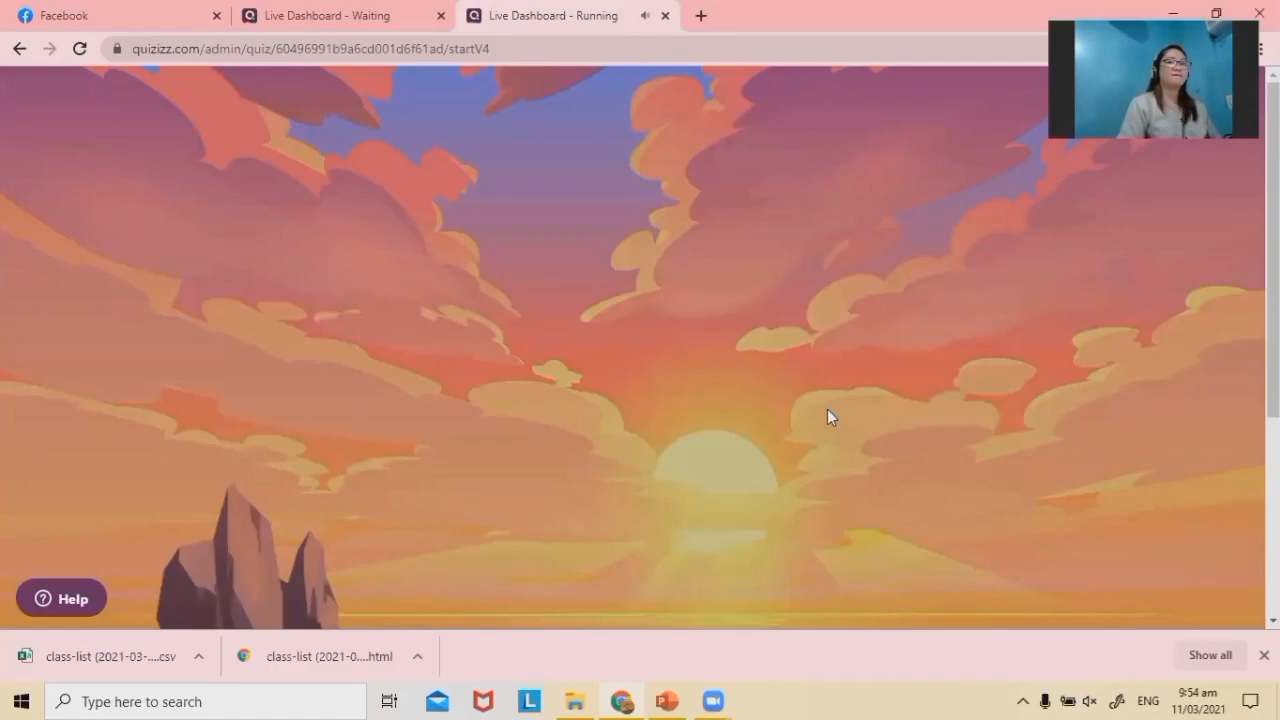 Facebook
Live Dashboard - Waiting
Live Dashboard - Running
quizizz.com/admin/quiz/60496991b9a6cd001d6f61ad/startV4
Help
class-list (2021-03-....csv
class-list (2021-0....html
Show all
Type here to search
L
ENG
9:54 am
11/03/2021